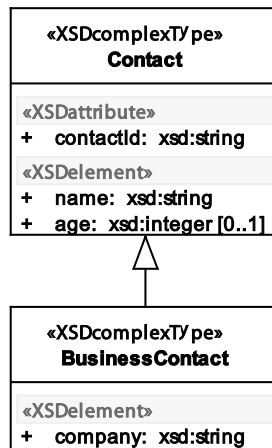 «XSDcomplexType»
Contact
«XSDattribute»
+ contactId: xsd:string
«XSDelement»
+ name: xsd:string
+ age: xsd:integer [0..1]
«XSDcomplexType»
BusinessContact
«XSDelement»
+ company: xsd:string